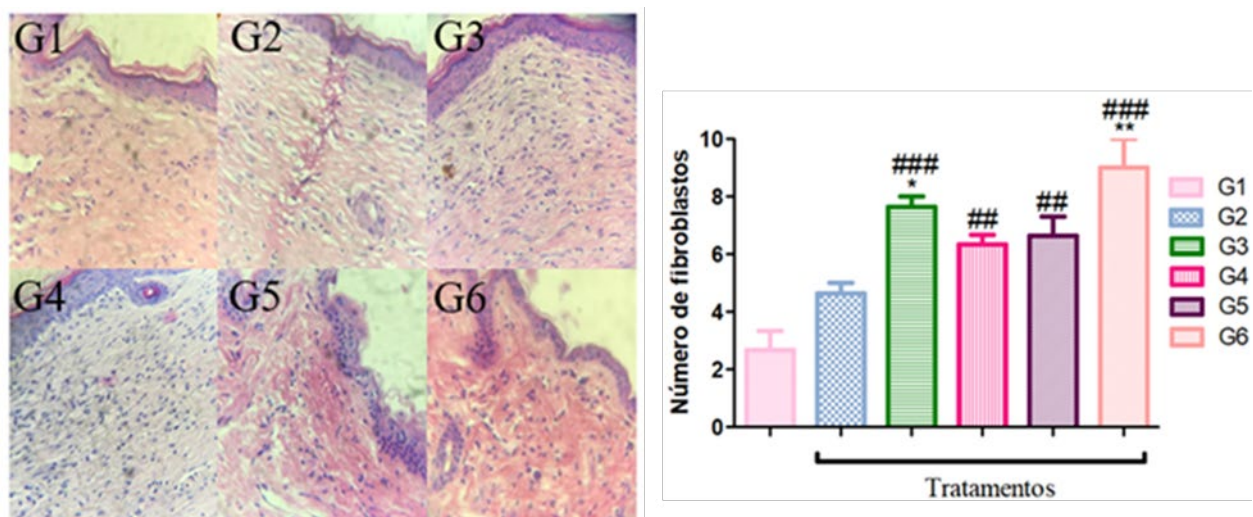 G1
G2
G3
G4
G5
G6
Número de fibroblastos
10
8
6
4
2
0
###
*
##
##
###
**
Tratamentos
G1
G2
G3
G4
G5
G6